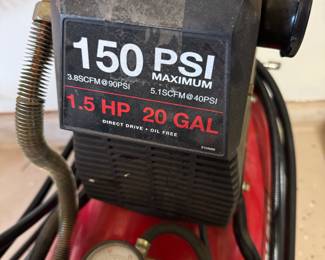 150 PSI
MAXIMUM
3.8SCFM@90PSI 5.1SCFM@40PSI
1.5 HP 20 GAL
DIRECT DRIVE • OIL FREE